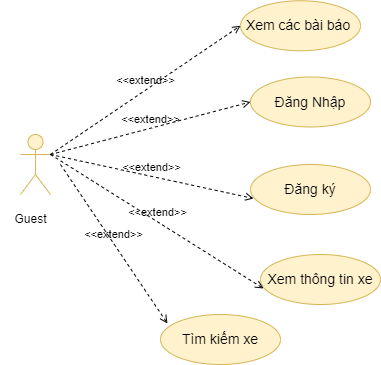 Xem các bài báo
<<extend>>
Đăng Nhập
<<extend>>
Đăng ký
<<extend>>
Guest
<<extend>>
<<extend>>
Xem thông tin xe
Tìm kiếm xe